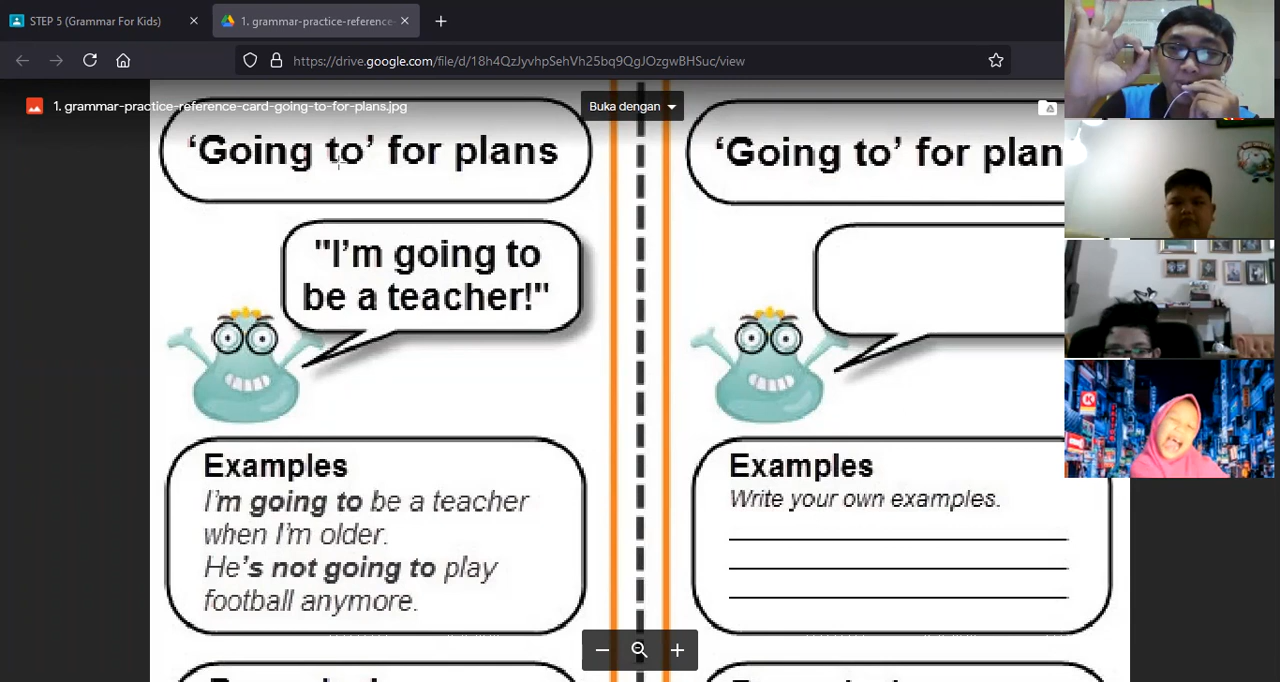 STEP 5 (Grammar For Kids)
1. grammar-practice-reference-
https://drive.google.com/file/d/18h4QzJyvhpSehVh25bq9QgJOzgwBHSuc/view
1. grammar-practice-reference-card-going-to-for-plans.jpg
Buka dengan
‘Going to’ for plans
"I’m going to
be a teacher!"
Examples
I’m going to be a teacher
when I’m older.
He’s not going to play
football anymore.
‘Going to’ for plan
Examples
Write your own examples.